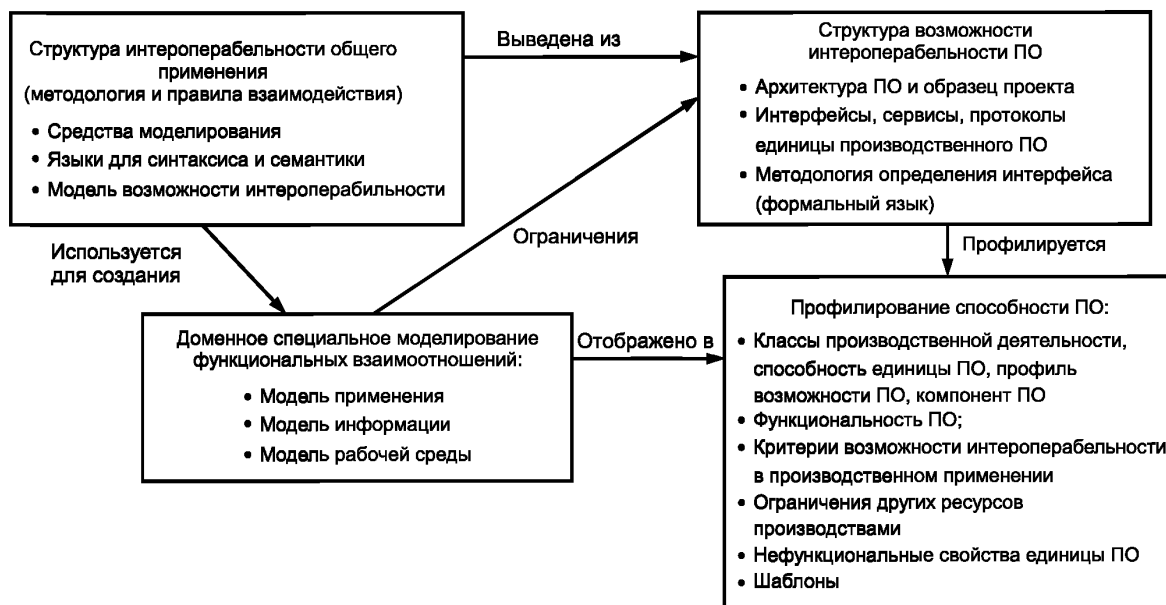 Структура интероперабельности общего
применения
(методология и правила взаимодействия)
• Средства моделирования
• Языки для синтаксиса и семантики
• Модель возможности интероперабильности
Выведена из
Структура возможности
интероперабельности ПО
• Архитектура ПО и образец проекта
• Интерфейсы, сервисы, протоколы
единицы производственного ПО
• Методология определения интерфейса
(формальный язык)
Используется
для создания
Ограничения
Профилируется
Доменное специальное моделирование
функциональных взаимоотношений:
• Модель применения
• Модель информации
• Модель рабочей среды
Отображено в
Профилирование способности ПО:
• Классы производственной деятельности,
способность единицы ПО, профиль
возможности ПО, компонент ПО
• Функциональность ПО;
• Критерии возможности интероперабельности
в производственном применении
• Ограничения других ресурсов
производствами
• Нефункциональные свойства единицы ПО
• Шаблоны